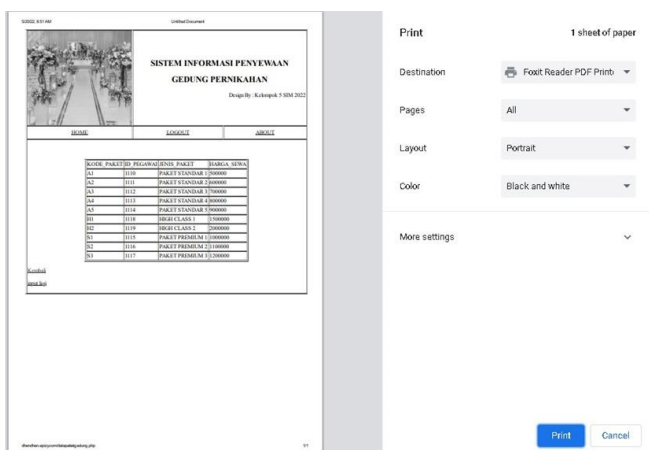 5/20/22, 8:51 AM Untitled Document
SISTEM INFORMASI PENYEWAAN
GEDUNG PERNIKAHAN
Design By : Kelompok 5 SIM 2022
HOME LOGOUT ABOUT
KODE_PAKET ID_PEGAWAI JENIS_PAKET HARGA_SEWA
A1 1110 PAKET STANDAR 1 500000
A2 1111 PAKET STANDAR 2 600000
A3 1112 PAKET STANDAR 3 700000
A4 1113 PAKET STANDAR 4 800000
A5 1114 PAKET STANDAR 5 900000
H1 1118 HIGH CLASS 1 1500000
H2 1119 HIGH CLASS 2 2000000
S1 1115 PAKET PREMIUM 1 1000000
S2 1116 PAKET PREMIUM 2 1100000
S3 1117 PAKET PREMIUM 3 1200000
Kembali
input lagi
1/1
Print 1 sheet of paper
Destination Foxit Reader PDF Print
Pages All
Layout Portrait
Color Black and white
More settings
Print Cancel